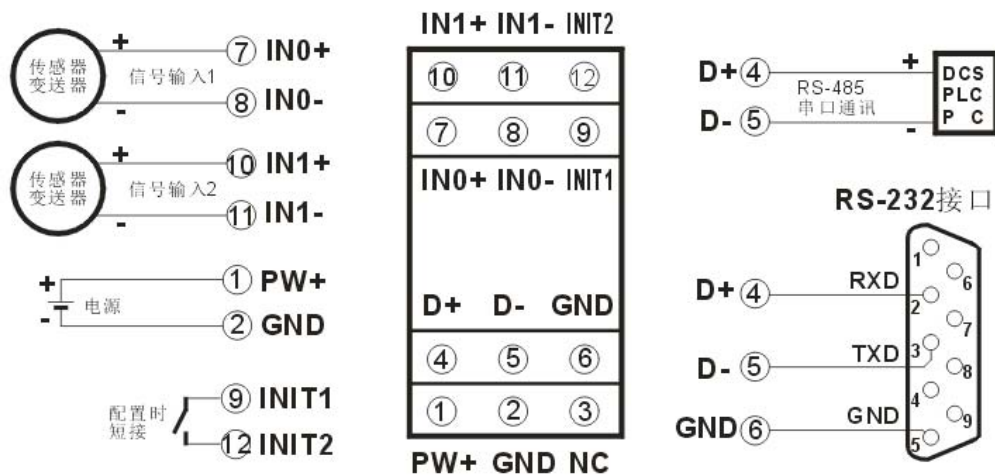 传感器
变送器
+
信号输入1
-
⑦ IN0+
⑧ IN0-
传感器
变送器
+
信号输入2
-
⑩ IN1+
⑪ IN1-
+
-
电源
① PW+
② GND
配置时
短接
⑨ INIT1
⑫ INIT2
IN1+ IN1- INIT2
⑩ ⑪ ⑫
⑦ ⑧ ⑨
IN0+ IN0- INIT1
D+ D- GND
④ ⑤ ⑥
① ② ③
PW+ GND NC
D+ ④
D- ⑤
RS-485
串口通讯
+
-
DCS
PLC
P C
RS-232接口
D+ ④ RXD
D- ⑤ TXD
GND ⑥ GND
1
6
2
7
3
8
4
9
5